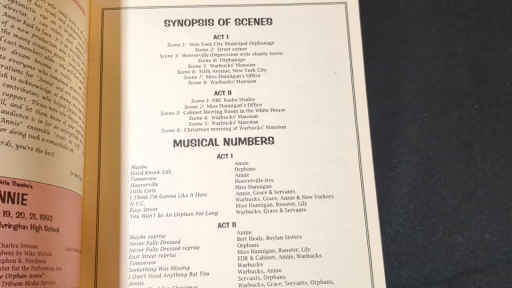 SYNOPSIS OF SCENES
ACT I
Scene 1: New York City Municipal Orphanage
Scene 2: Street corner
Scene 3: Hooverville (Depression style shanty town)
Scene 4: Orphanage
Scene 5: Warbucks' Mansion
Scene 6: Fifth Avenue, New York City
Scene 7: Miss Hannigan's Office
Scene 8: Warbucks' Mansion
ACT II
Scene 1: NBC Radio Studio
Scene 2: Miss Hannigan's Office
Scene 3: Cabinet Meeting Room in the White House
Scene 4: Warbucks' Mansion
Scene 5: Warbucks' Mansion
Scene 6: Christmas morning at Warbucks' Mansion
MUSICAL NUMBERS
ACT I
Maybe Annie
Hard Knock Life Orphans
Tomorrow Annie
Hooverville Hooverville-ites
Little Girls Miss Hannigan
I Think I'm Gonna Like It Here Annie, Grace & Servants
N.Y.C. Warbucks, Grace, Annie & New Yorkers
Easy Street Miss Hannigan, Rooster, Lily
You Won't Be An Orphan For Long Warbucks, Grace & Servants
ACT II
Maybe reprise Annie
Never Fully Dressed Bert Healy, Boylan Sisters
Never Fully Dressed reprise Orphans
Easy Street reprise Miss Hannigan, Rooster, Lily
Tomorrow FDR & Cabinet, Annie, Warbucks
Something Was Missing Warbucks
I Don't Need Anything But You Warbucks, Annie
Annie Servants, Orphans
Warbucks, Grace, Servants, Orphans,
NNIE
19, 20, 21, 1992
High School